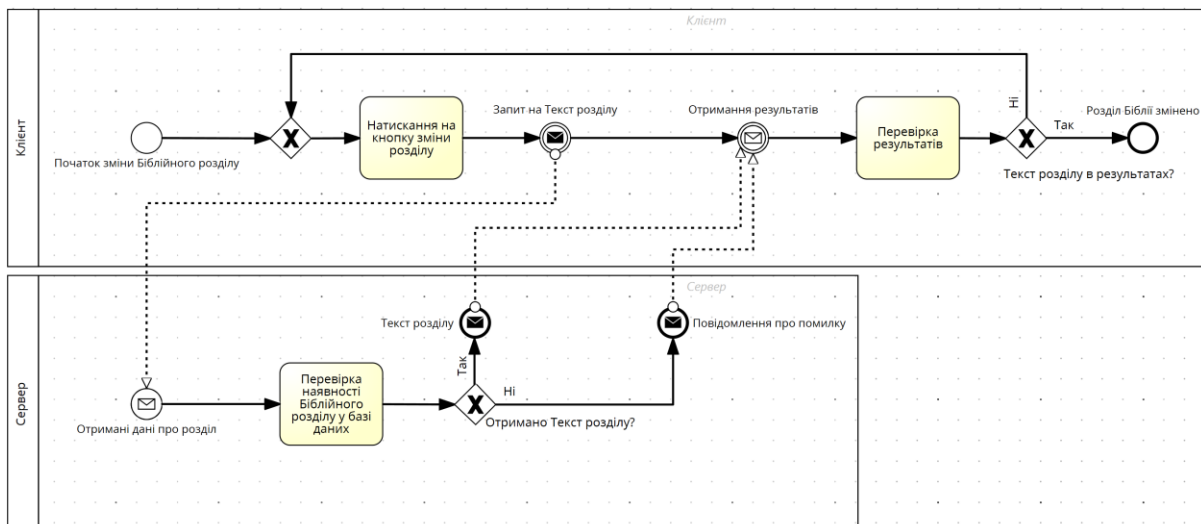 Клієнт
Клієнт
Ні
Запит на Текст розділу
Отримання результатів
Розділ Біблії змінено
Натискання на
кнопку зміни
розділу
Перевірка
результатів
Так
Початок зміни Біблійного розділу
Текст розділу в результатах?
Сервер
Сервер
Текст розділу
Повідомлення про помилку
Так
Ні
Перевірка
наявності
Біблійного
розділу у базі
даних
Отримані дані про розділ
Отримано Текст розділу?